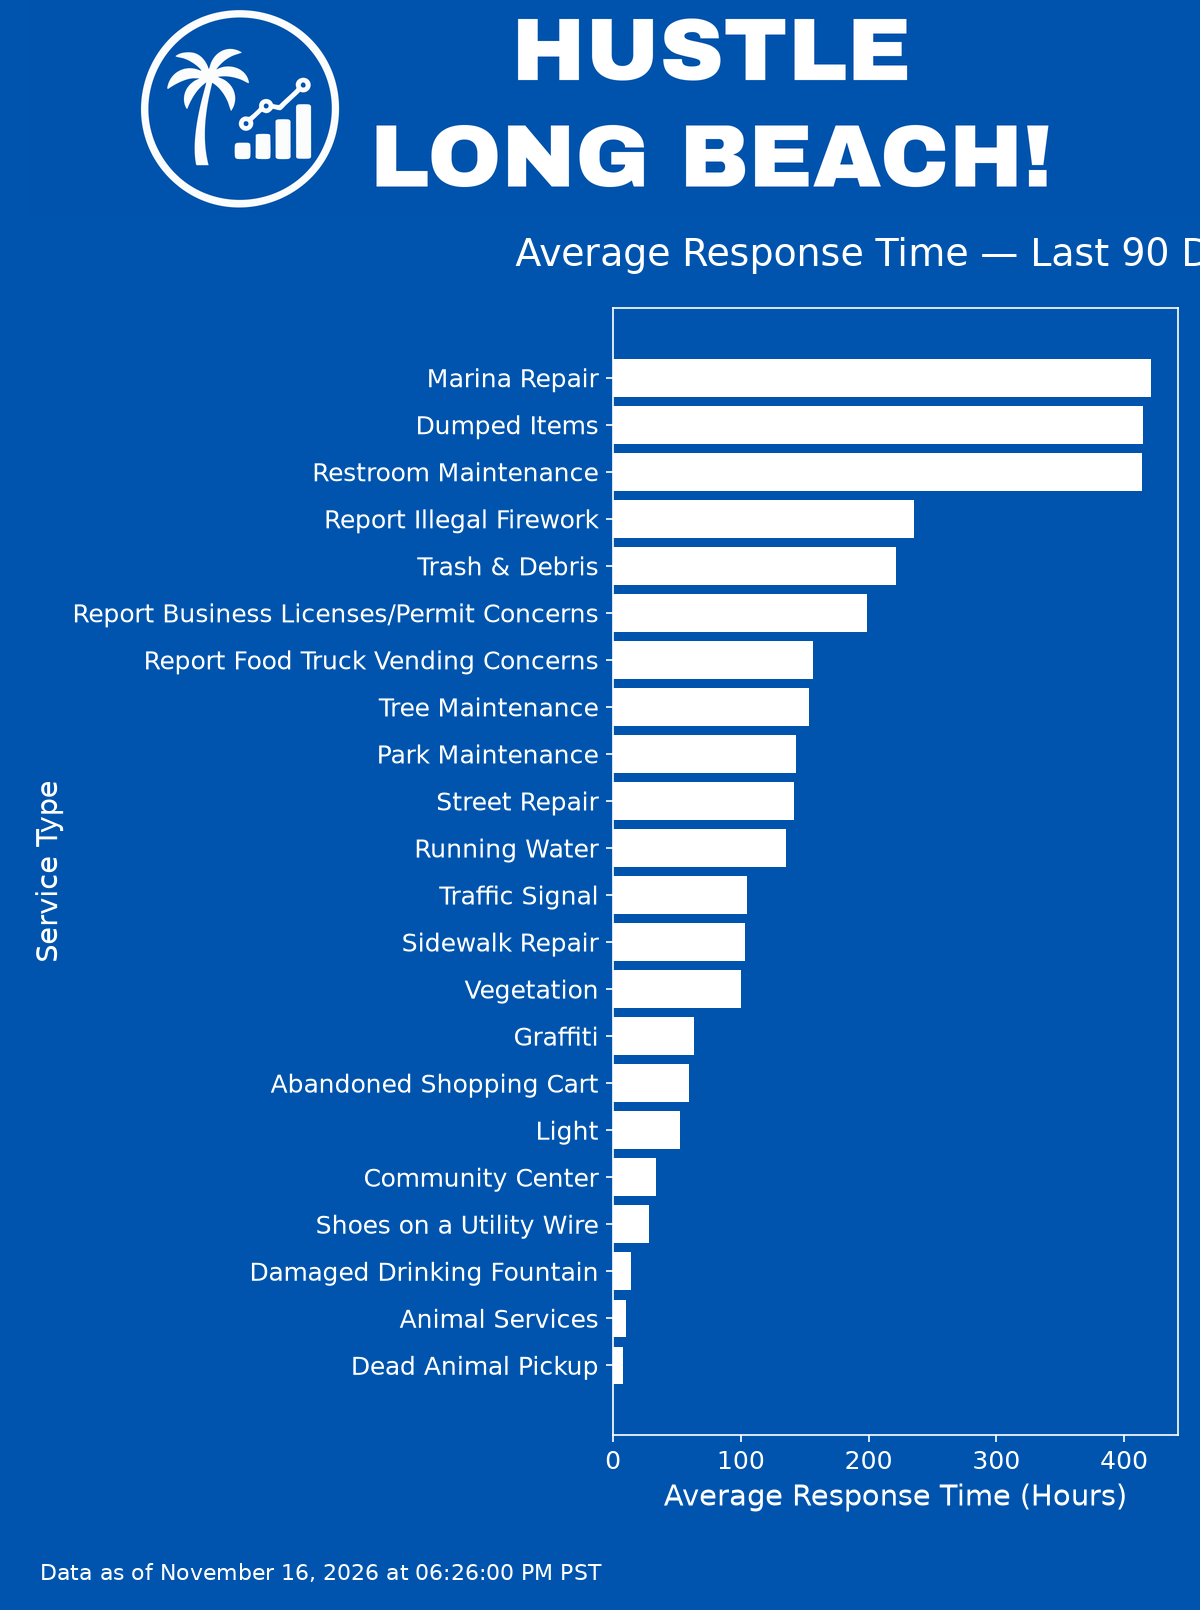 HUSTLE
LONG BEACH!
Average Response Time — Last 90 D
Marina Repair
Dumped Items
Restroom Maintenance
Report Illegal Firework
Trash & Debris
Report Business Licenses/Permit Concerns
Report Food Truck Vending Concerns
Tree Maintenance
Park Maintenance
Street Repair
Running Water
Traffic Signal
Sidewalk Repair
Vegetation
Graffiti
Abandoned Shopping Cart
Light
Community Center
Shoes on a Utility Wire
Damaged Drinking Fountain
Animal Services
Dead Animal Pickup
Service Type
0 100 200 300 400
Average Response Time (Hours)
Data as of November 16, 2026 at 06:26:00 PM PST